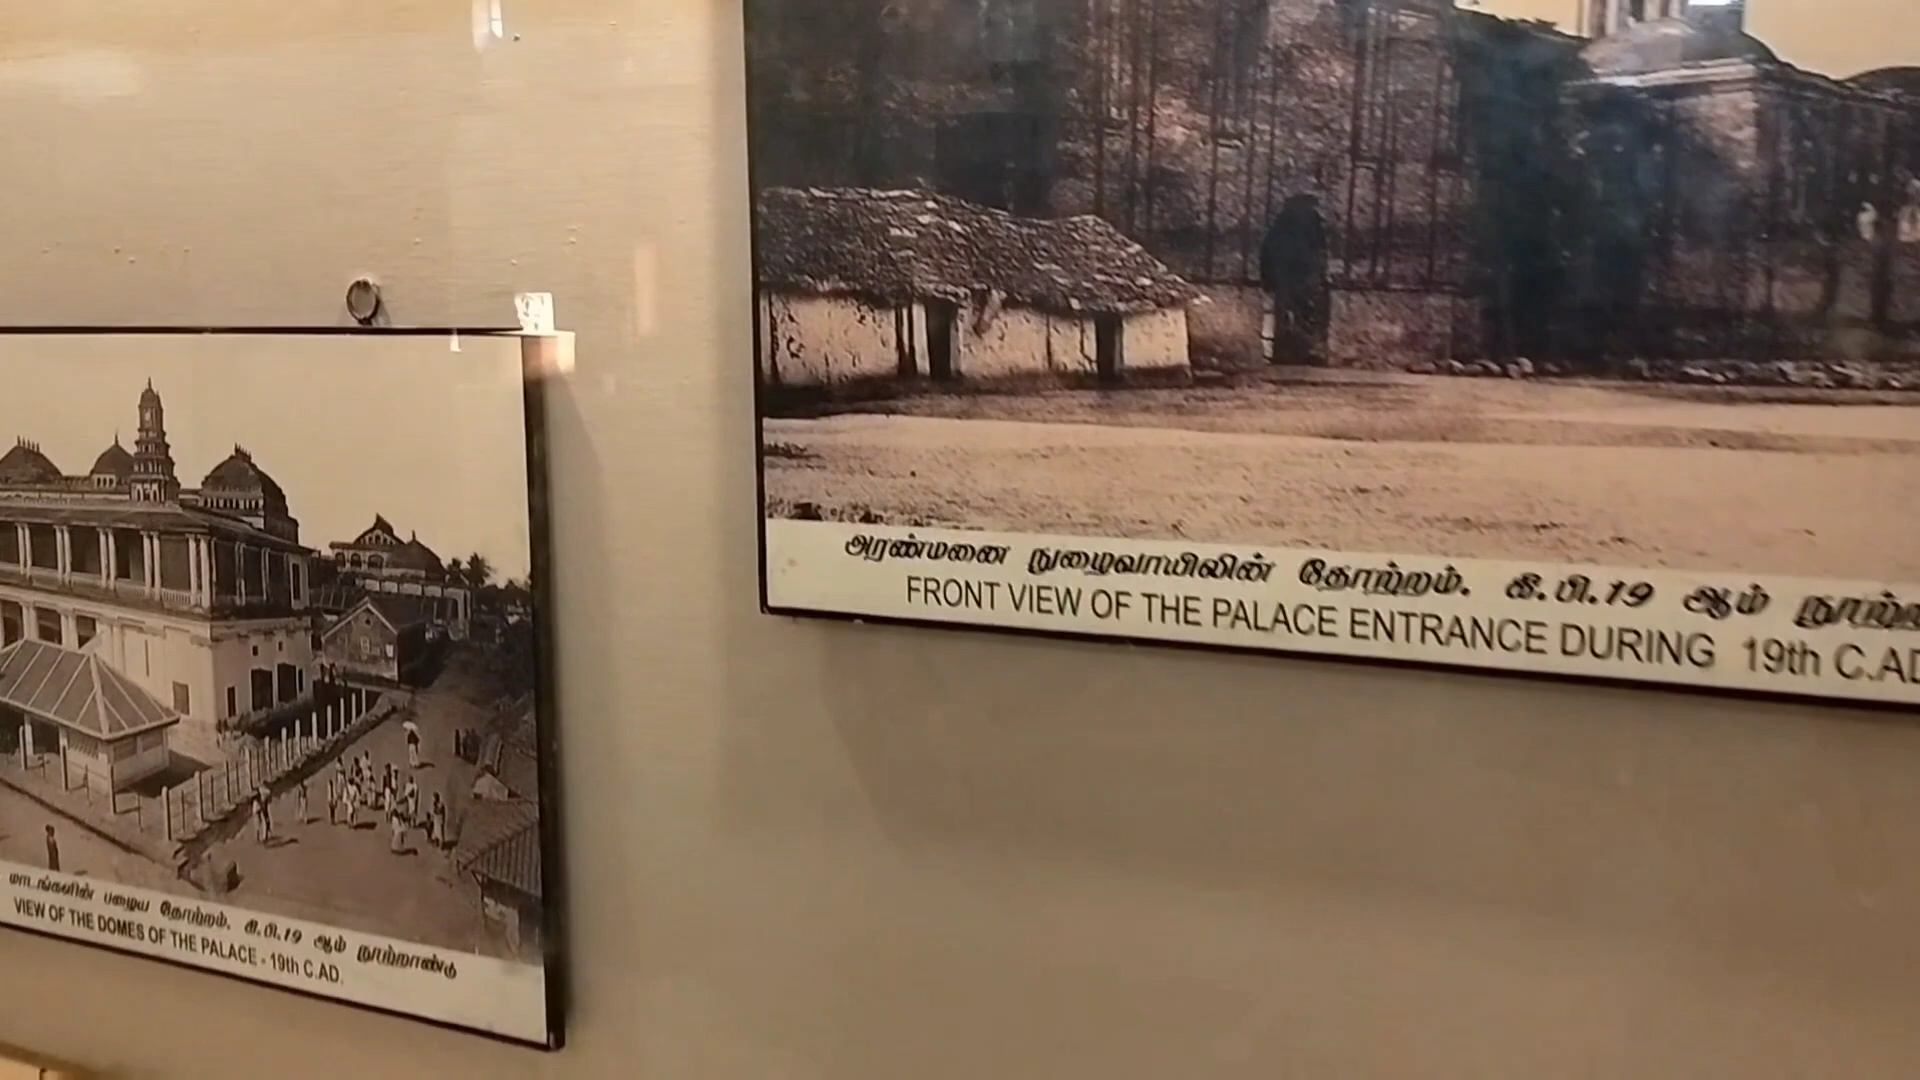 மாடங்களின் பழைய தோற்றம். கி.பி.19 ஆம் நூற்றாண்டு
VIEW OF THE DOMES OF THE PALACE - 19th C.AD.
அரண்மனை நுழைவாயிலின் தோற்றம். கி.பி.19 ஆம்
FRONT VIEW OF THE PALACE ENTRANCE DURING 19th C.AD